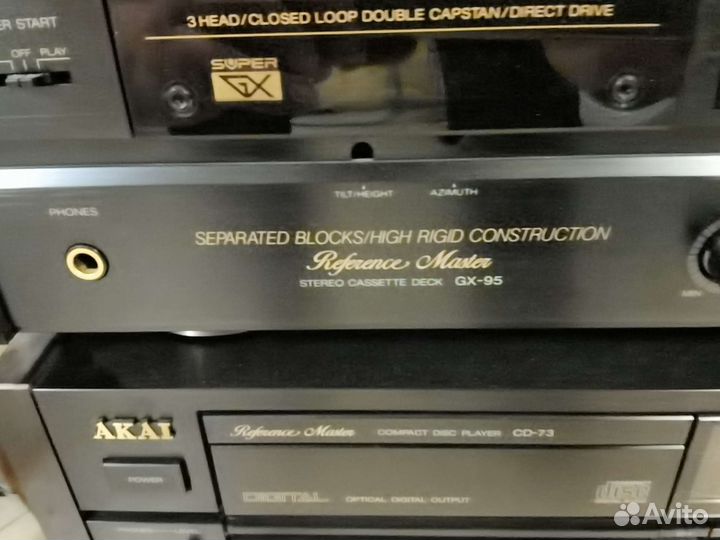 3 HEAD/CLOSED LOOP DOUBLE CAPSTAN/DIRECT DRIVE
ER START
OFF PLAY
SUPER
GX
TILT/HEIGHT AZIMUTH
PHONES
SEPARATED BLOCKS/HIGH RIGID CONSTRUCTION
Reference Master
STEREO CASSETTE DECK GX-95
MIN
AKAI
Reference Master COMPACT DISC PLAYER CD-73
POWER
DIGITAL OPTICAL DIGITAL OUTPUT
disc
Avito